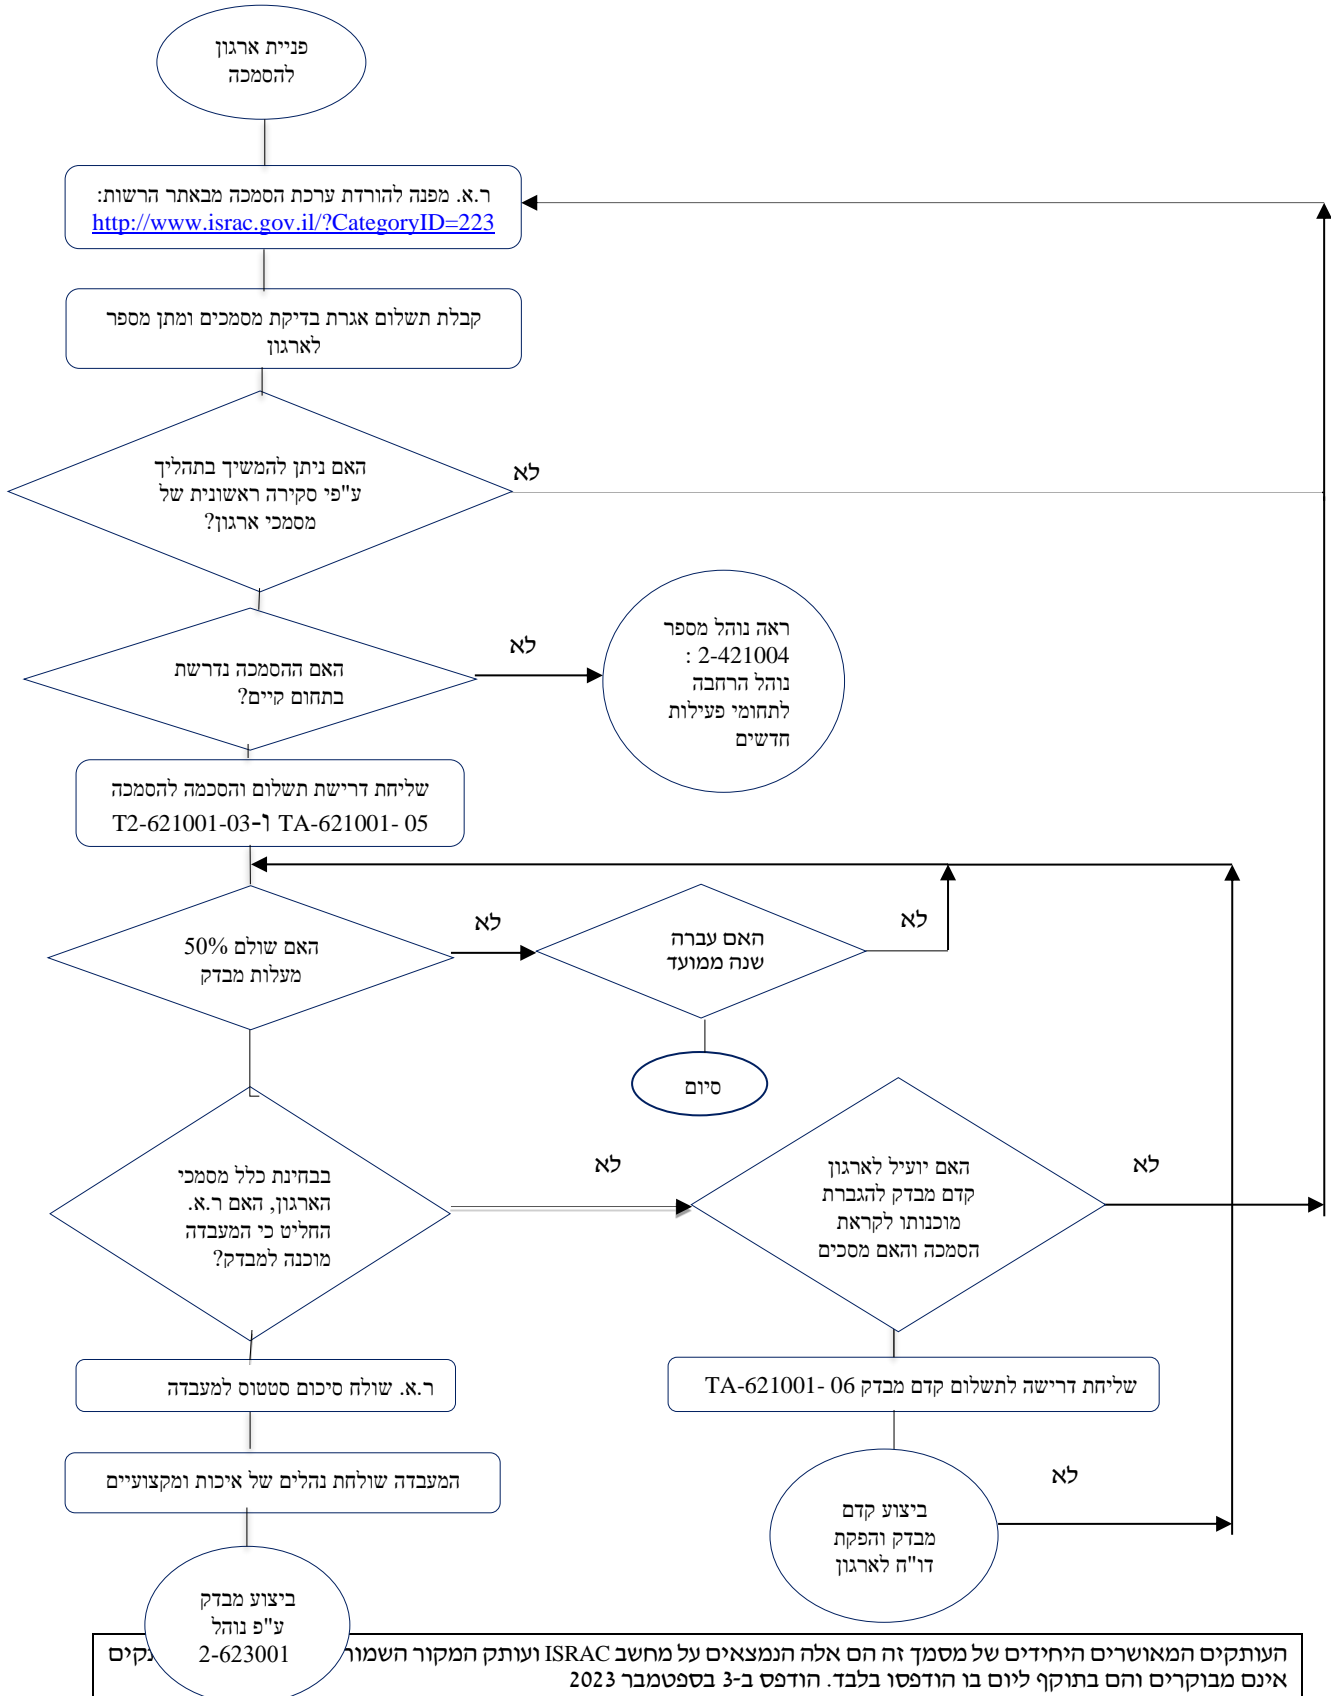 פניית ארגון
להסמכה
ר.א. מפנה להורדת ערכת הסמכה מבאתר הרשות:
http://www.israc.gov.il/?CategoryID=223
קבלת תשלום אגרת בדיקת מסמכים ומתן מספר
לארגון
האם ניתן להמשיך בתהליך
ע"פי סקירה ראשונית של
מסמכי ארגון?
לא
האם ההסמכה נדרשת
בתחום קיים?
לא
ראה נוהל מספר
2-421004 :
נוהל הרחבה
לתחומי פעילות
חדשים
שליחת דרישת תשלום והסכמה להסמכה
TA-621001- 05 ו-T2-621001-03
האם שולם 50%
מעלות מבדק
לא
האם עברה
שנה ממועד
לא
סיום
בבחינת כלל מסמכי
הארגון, האם ר.א.
החליט כי המעבדה
מוכנה למבדק?
לא
האם יועיל לארגון
קדם מבדק להגברת
מוכנותו לקראת
הסמכה והאם מסכים
לא
ר.א. שולח סיכום סטטוס למעבדה
שליחת דרישה לתשלום קדם מבדק TA-621001- 06
המעבדה שולחת נהלים של איכות ומקצועיים
ביצוע קדם
מבדק והפקת
דו"ח לארגון
לא
ביצוע מבדק
ע"פ נוהל
2-623001
העותקים המאושרים היחידים של מסמך זה הם אלה הנמצאים על מחשב ISRAC ועותק המקור השמור
אינם מבוקרים והם בתוקף ליום בו הודפסו בלבד. הודפס ב-3 בספטמבר 2023